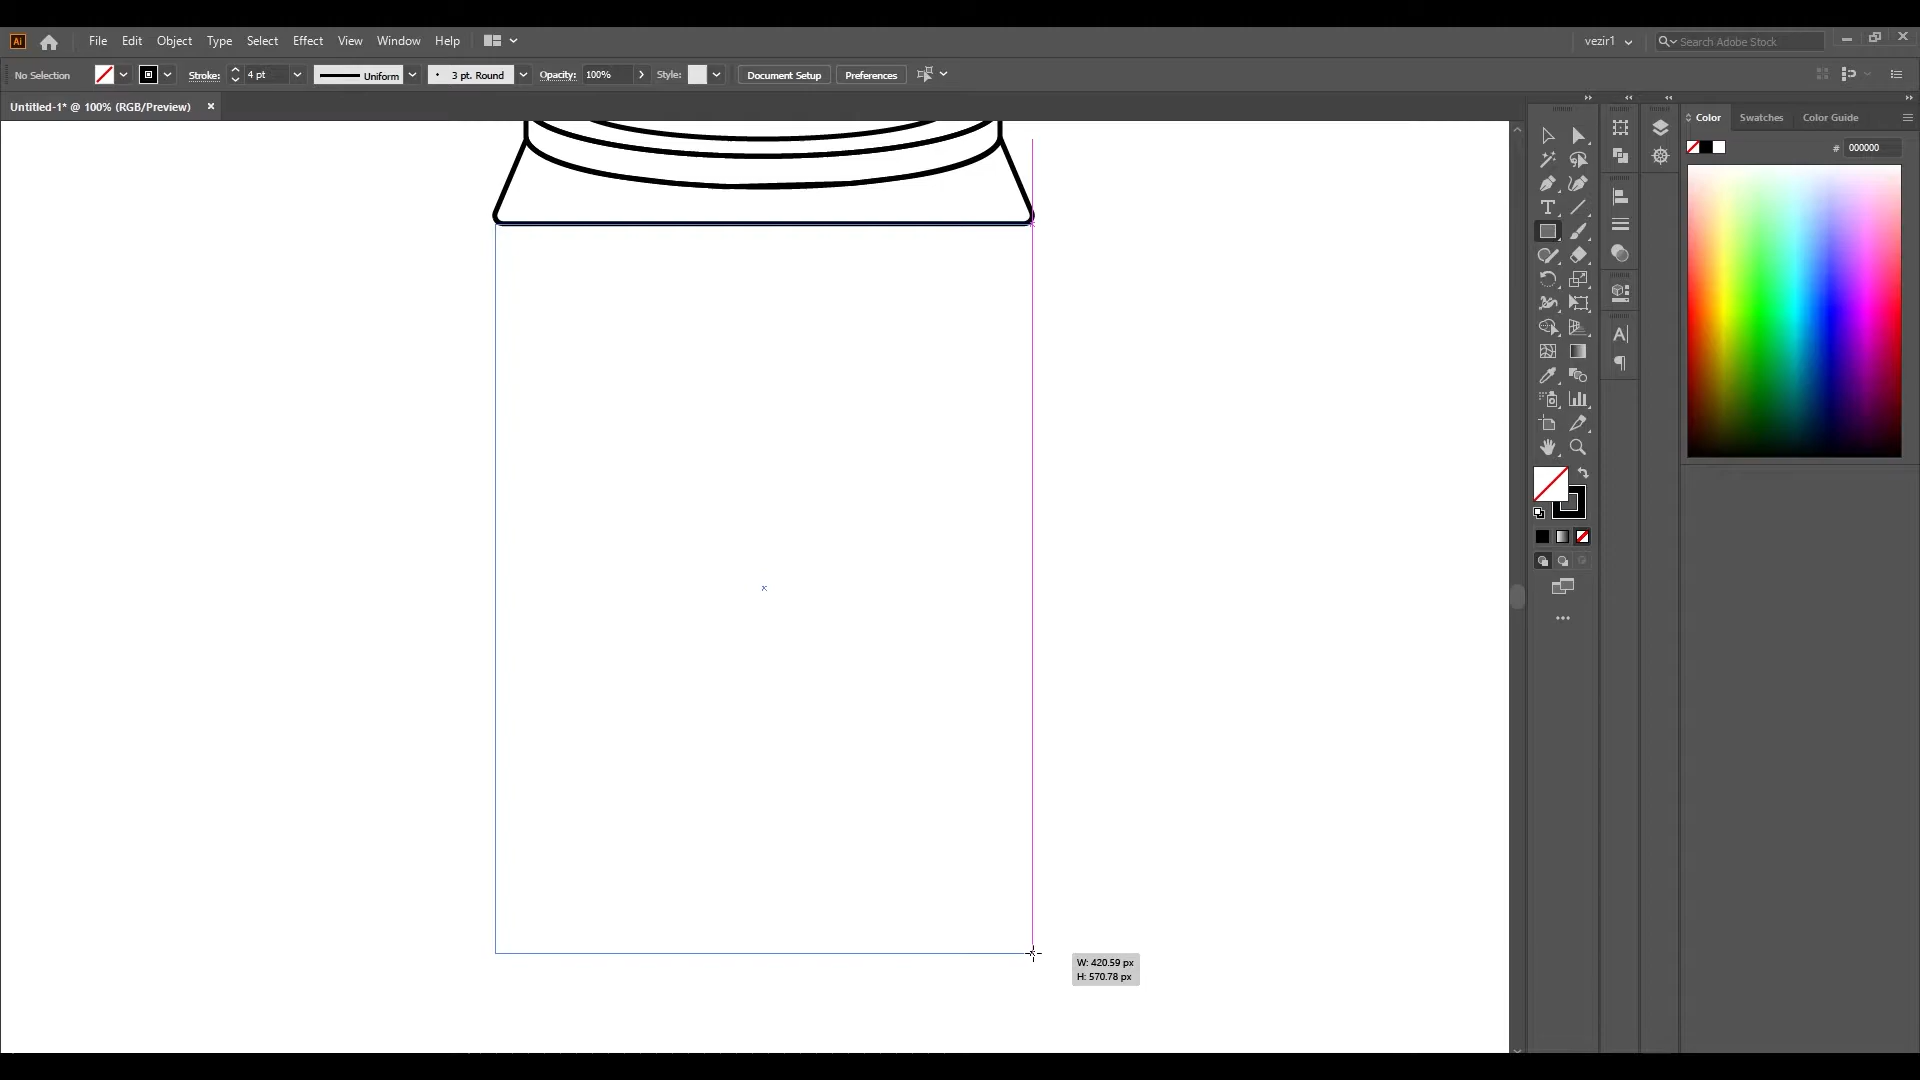 Ai File Edit Object Type Select Effect View Window Help vezir1 Search Adobe Stock
No Selection Stroke: 4 pt Uniform 3 pt. Round Opacity: 100% Style: Document Setup Preferences
Untitled-1* @ 100% (RGB/Preview)
Color Swatches Color Guide
# 000000
W: 420.59 px
H: 570.78 px